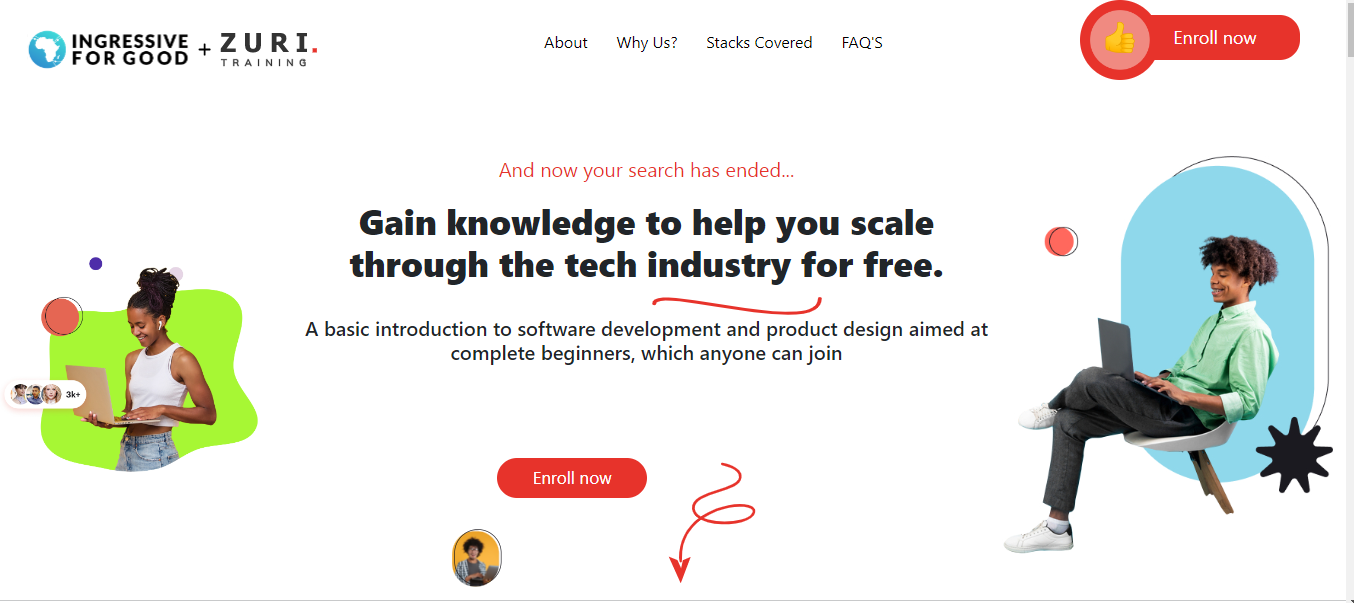 INGRESSIVE
FOR GOOD
+
ZURI.
TRAINING
About
Why Us?
Stacks Covered
FAQ'S
Enroll now
And now your search has ended...
Gain knowledge to help you scale
through the tech industry for free.
A basic introduction to software development and product design aimed at
complete beginners, which anyone can join
3k+
Enroll now